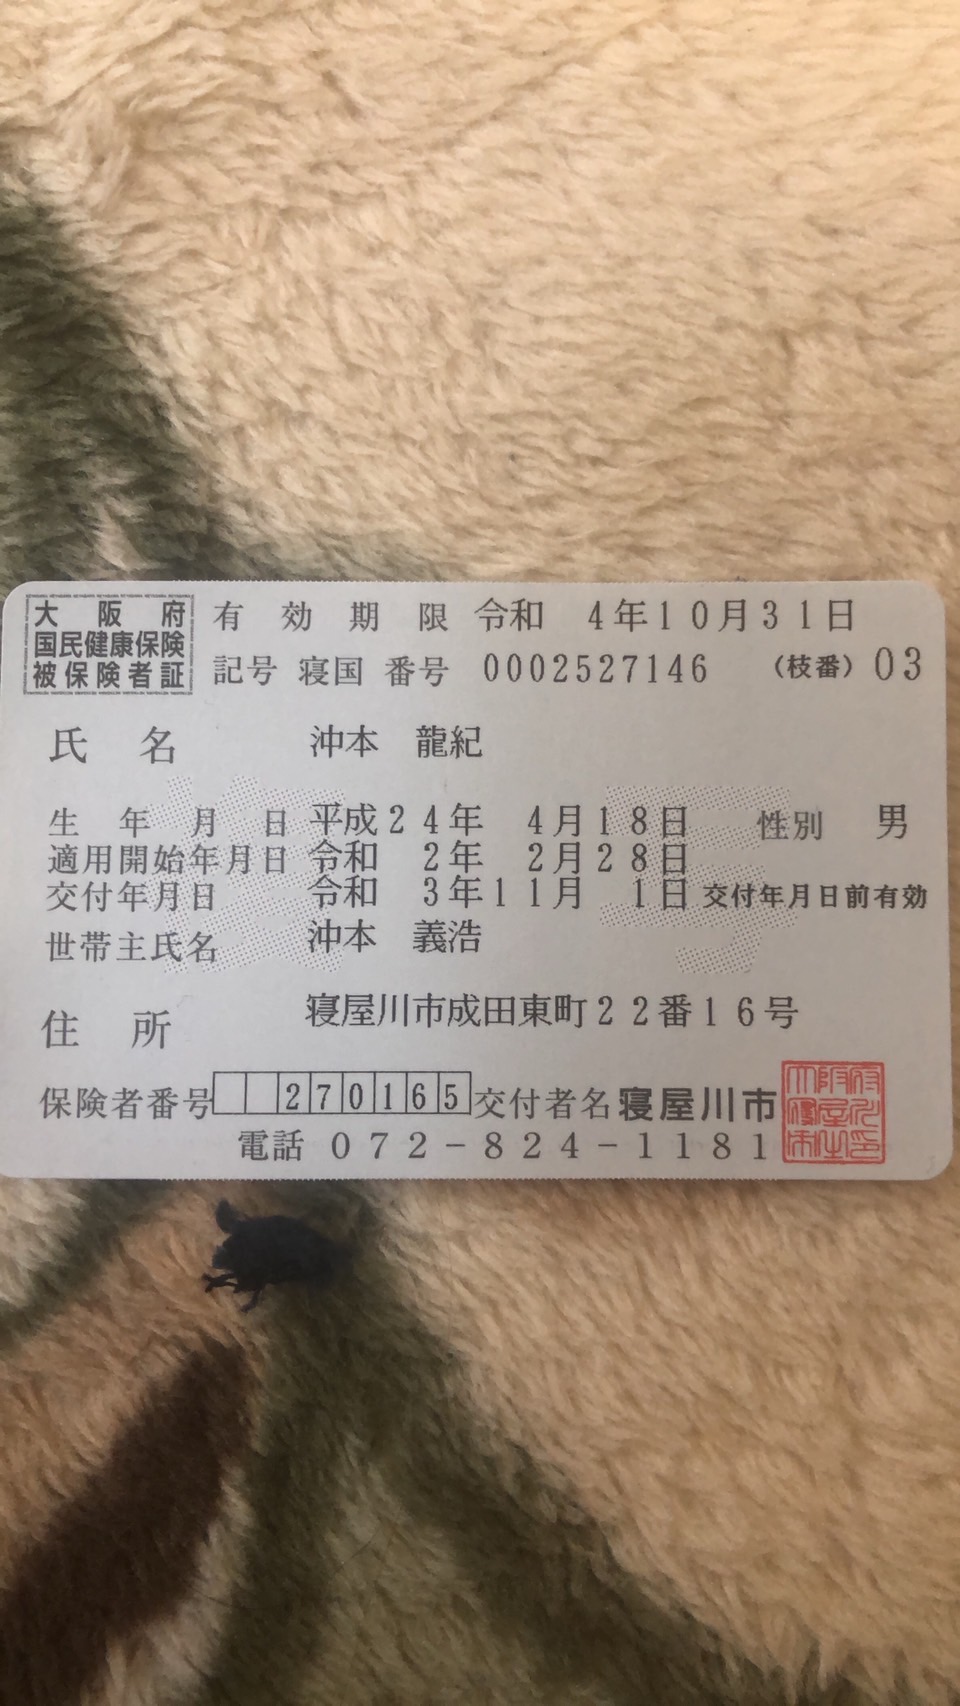 大阪府
国民健康保険
被保険者証
有効期限 令和 4年10月31日
記号 寝国 番号 0002527146 (枝番) 03
氏名 沖本 龍紀
生年月日 平成24年 4月18日 性別 男
適用開始年月日 令和 2年 2月28日
交付年月日 令和 3年11月 1日 交付年月日前有効
世帯主氏名 沖本 義浩
住所 寝屋川市成田東町22番16号
保険者番号 270165 交付者名 寝屋川市
電話 072-824-1181